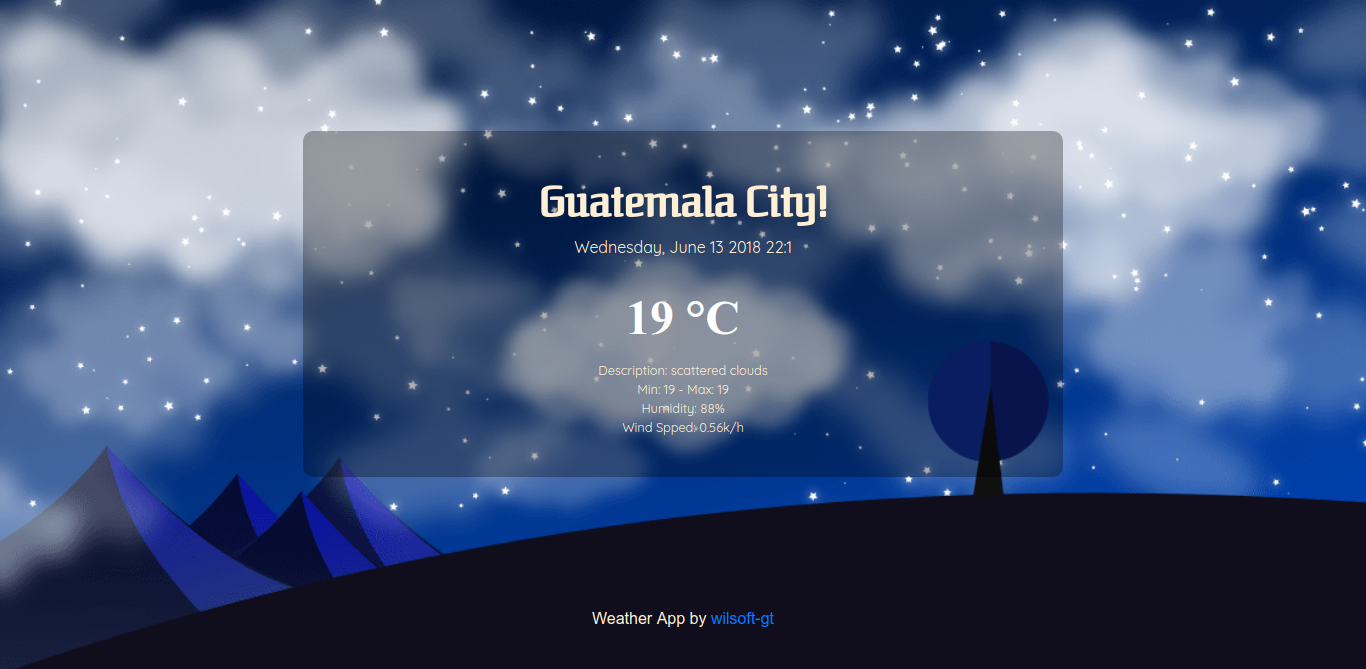 Guatemala City!
Wednesday, June 13 2018 22:1
19 °C
Description: scattered clouds
Min: 19 - Max: 19
Humidity: 88%
Wind Spped: 0.56k/h
Weather App by wilsoft-gt